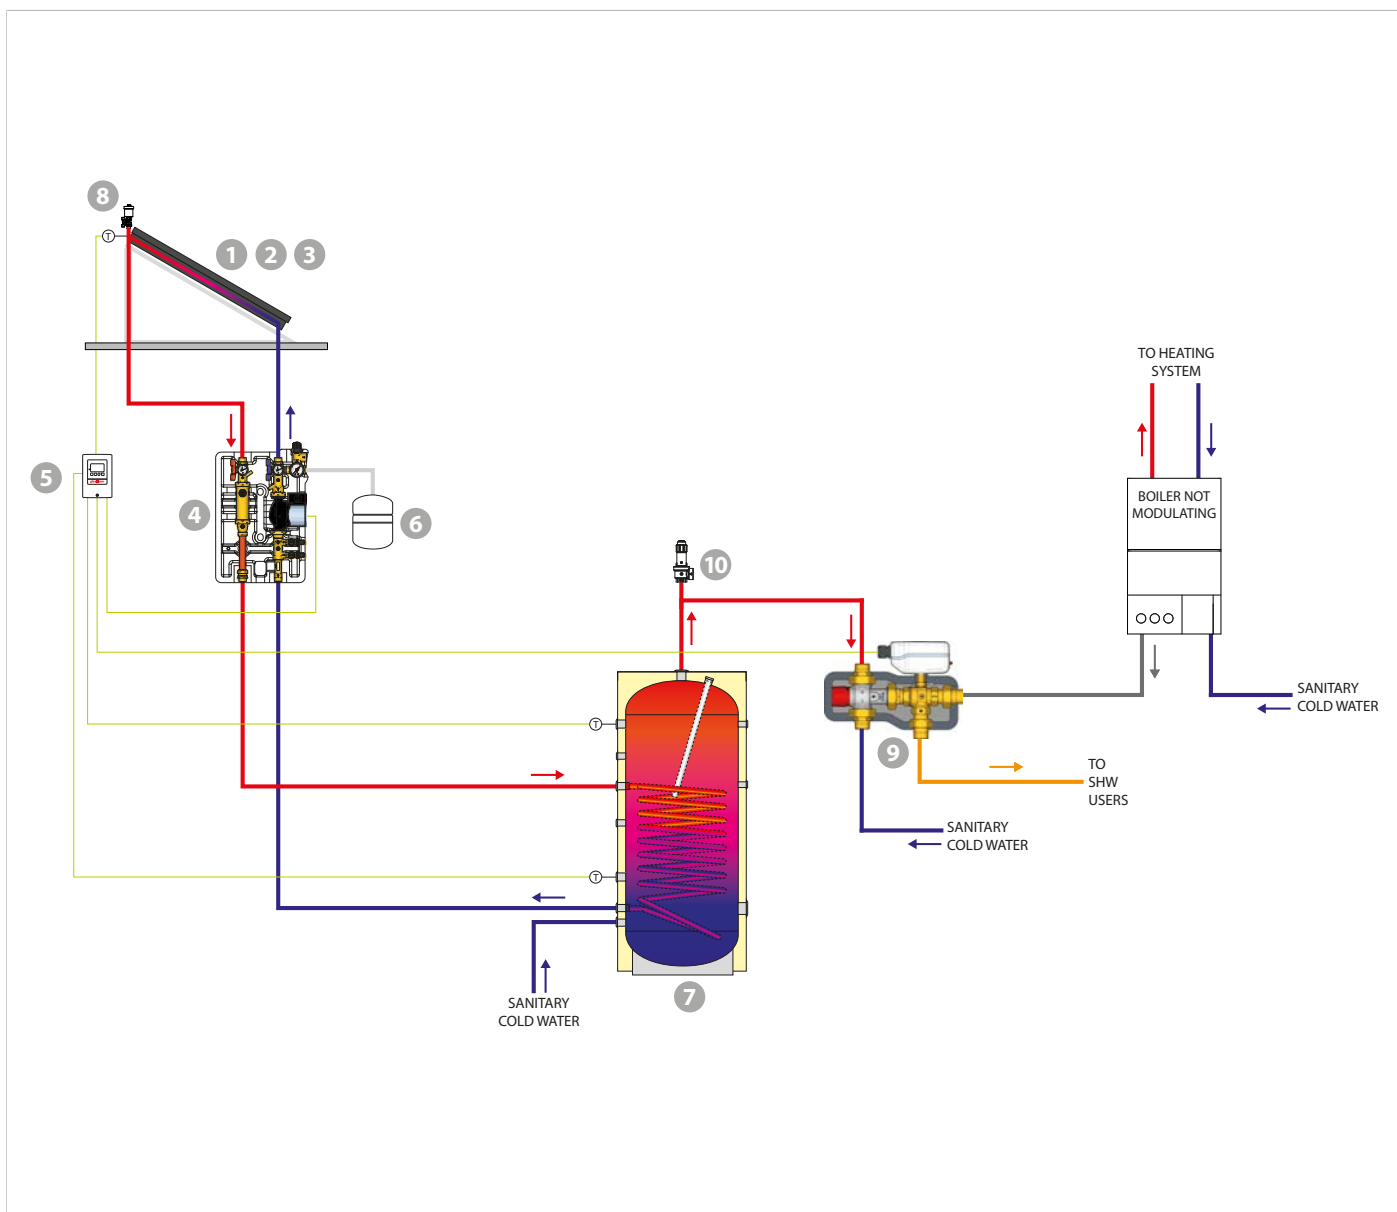 8
T
1 2 3
TO HEATING
SYSTEM
5
4
6
BOILER NOT
MODULATING
10
SANITARY
COLD WATER
T
9
TO
SHW
USERS
SANITARY
COLD WATER
T
7
SANITARY
COLD WATER